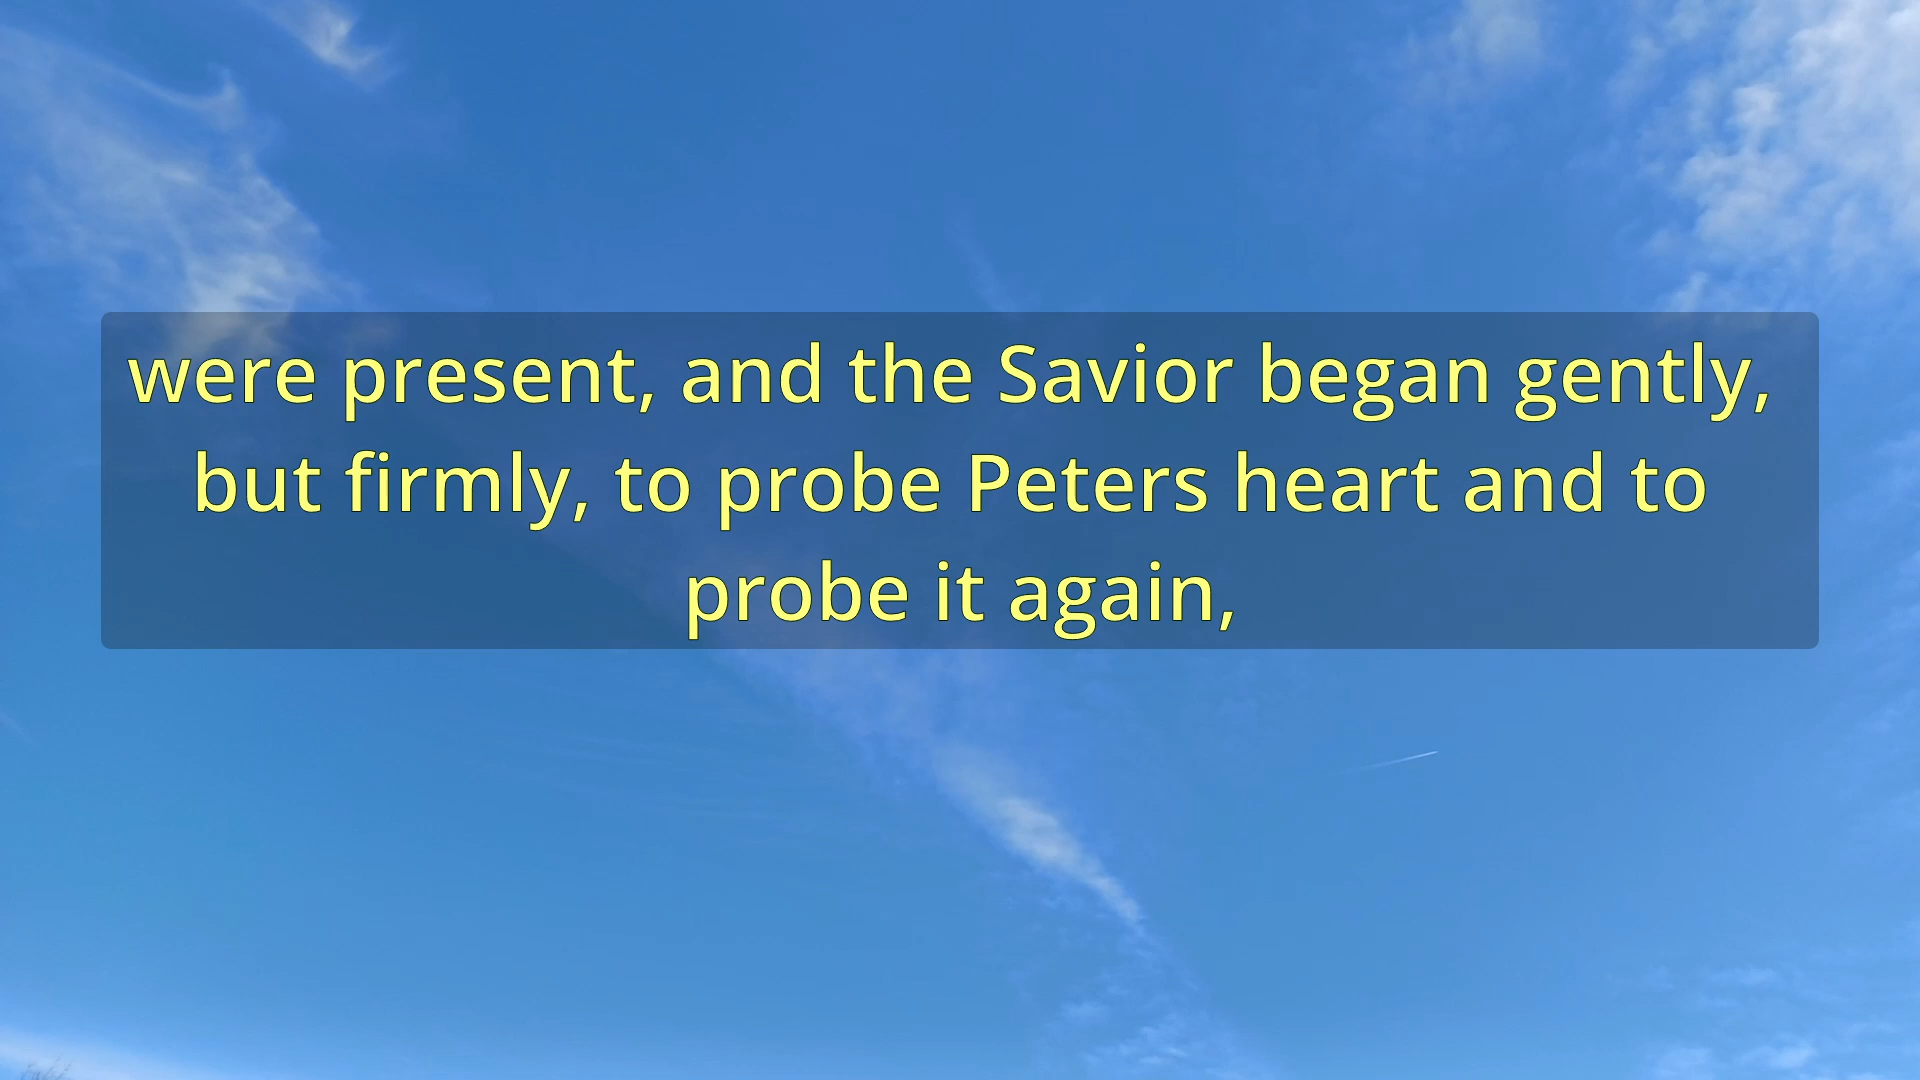 were present, and the Savior began gently,
but firmly, to probe Peters heart and to
probe it again,